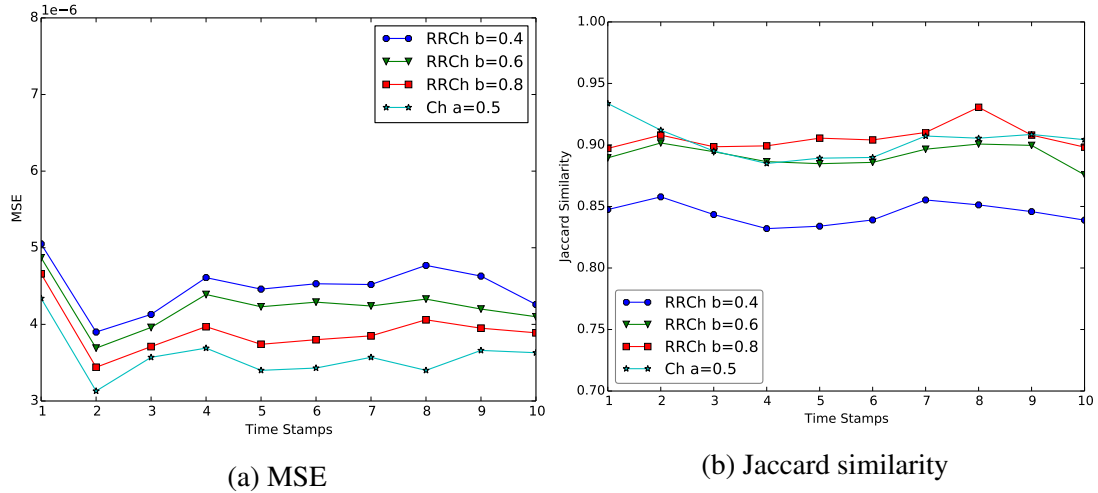 8 1e−6
7
6
5
4
3
MSE
1 2 3 4 5 6 7 8 9 10
Time Stamps
RRCh b=0.4
RRCh b=0.6
RRCh b=0.8
Ch a=0.5
(a) MSE
1.00
0.95
0.90
0.85
0.80
0.75
0.70
Jaccard Similarity
1 2 3 4 5 6 7 8 9 10
Time Stamps
RRCh b=0.4
RRCh b=0.6
RRCh b=0.8
Ch a=0.5
(b) Jaccard similarity